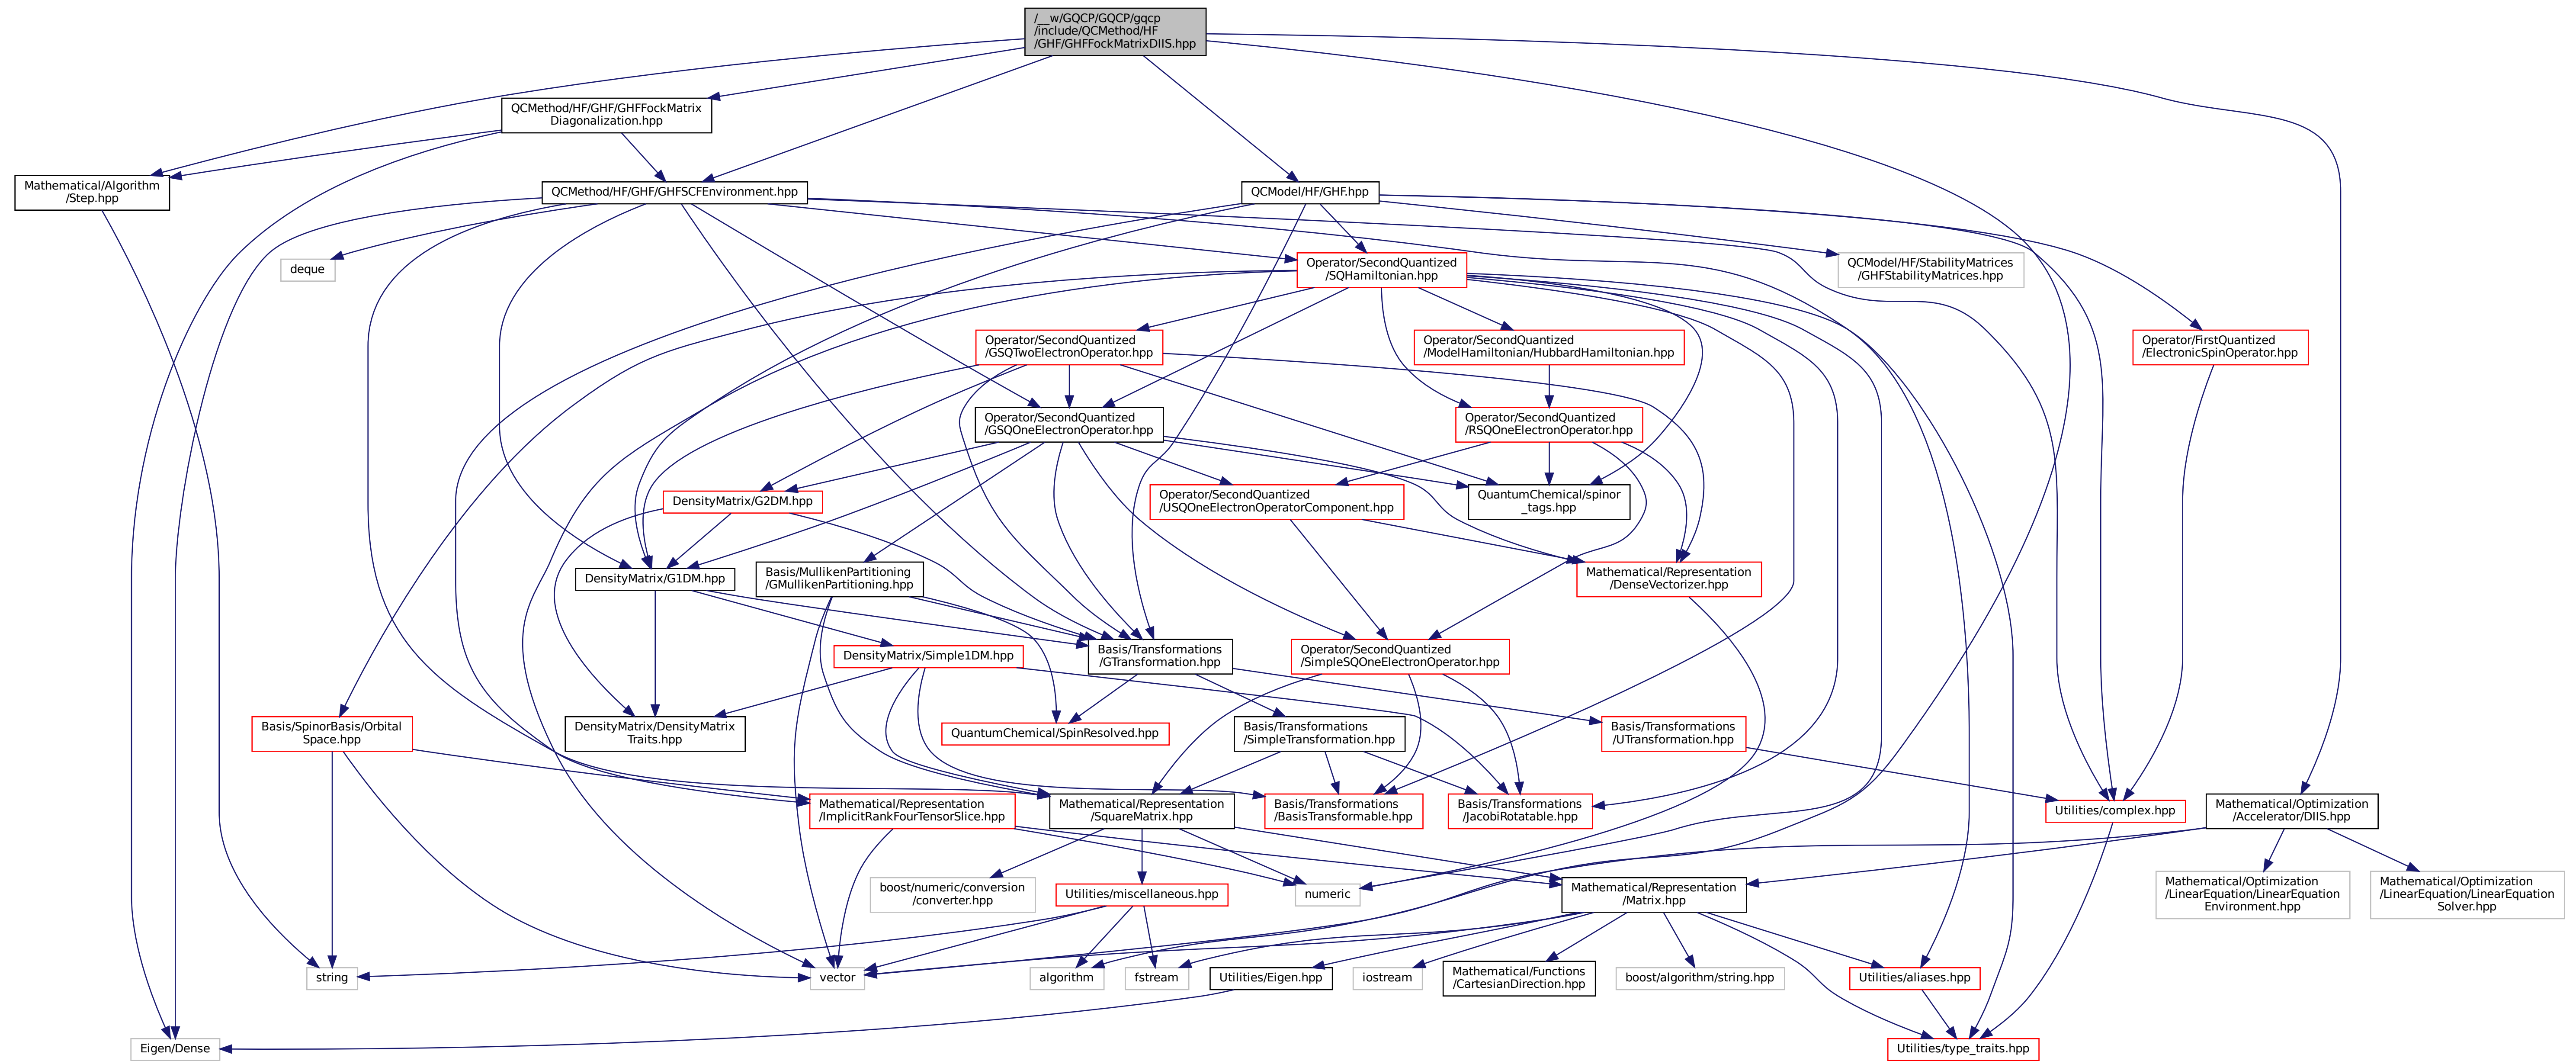 /__w/GQCP/GQCP/gqcp
/include/QCMethod/HF
/GHF/GHFFockMatrixDIIS.hpp
QCMethod/HF/GHF/GHFFockMatrix
Diagonalization.hpp
Mathematical/Algorithm
/Step.hpp
QCMethod/HF/GHF/GHFSCFEnvironment.hpp
QCModel/HF/GHF.hpp
deque
Operator/SecondQuantized
/SQHamiltonian.hpp
QCModel/HF/StabilityMatrices
/GHFStabilityMatrices.hpp
Operator/SecondQuantized
/GSQTwoElectronOperator.hpp
Operator/SecondQuantized
/ModelHamiltonian/HubbardHamiltonian.hpp
Operator/FirstQuantized
/ElectronicSpinOperator.hpp
Operator/SecondQuantized
/GSQOneElectronOperator.hpp
Operator/SecondQuantized
/RSQOneElectronOperator.hpp
DensityMatrix/G2DM.hpp
Operator/SecondQuantized
/USQOneElectronOperatorComponent.hpp
QuantumChemical/spinor
_tags.hpp
DensityMatrix/G1DM.hpp
Basis/MullikenPartitioning
/GMullikenPartitioning.hpp
Mathematical/Representation
/DenseVectorizer.hpp
DensityMatrix/Simple1DM.hpp
Basis/Transformations
/GTransformation.hpp
Operator/SecondQuantized
/SimpleSQOneElectronOperator.hpp
Basis/SpinorBasis/Orbital
Space.hpp
DensityMatrix/DensityMatrix
Traits.hpp
QuantumChemical/SpinResolved.hpp
Basis/Transformations
/SimpleTransformation.hpp
Basis/Transformations
/UTransformation.hpp
Mathematical/Representation
/ImplicitRankFourTensorSlice.hpp
Mathematical/Representation
/SquareMatrix.hpp
Basis/Transformations
/BasisTransformable.hpp
Basis/Transformations
/JacobiRotatable.hpp
Utilities/complex.hpp
Mathematical/Optimization
/Accelerator/DIIS.hpp
boost/numeric/conversion
/converter.hpp
Utilities/miscellaneous.hpp
numeric
Mathematical/Representation
/Matrix.hpp
Mathematical/Optimization
/LinearEquation/LinearEquation
Environment.hpp
Mathematical/Optimization
/LinearEquation/LinearEquation
Solver.hpp
string
vector
algorithm
fstream
Utilities/Eigen.hpp
iostream
Mathematical/Functions
/CartesianDirection.hpp
boost/algorithm/string.hpp
Utilities/aliases.hpp
Eigen/Dense
Utilities/type_traits.hpp